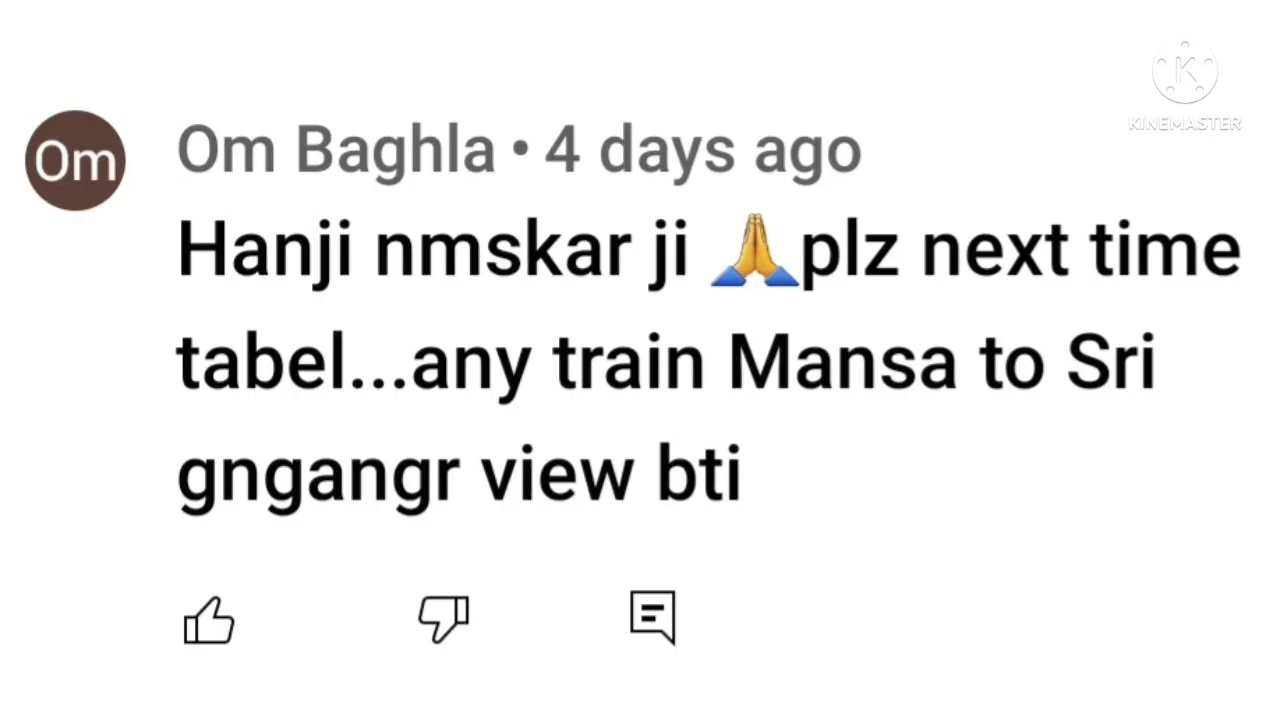 K
KINEMASTER
Om
Om Baghla • 4 days ago
Hanji nmskar ji 🙏plz next time
tabel...any train Mansa to Sri
gngangr view bti